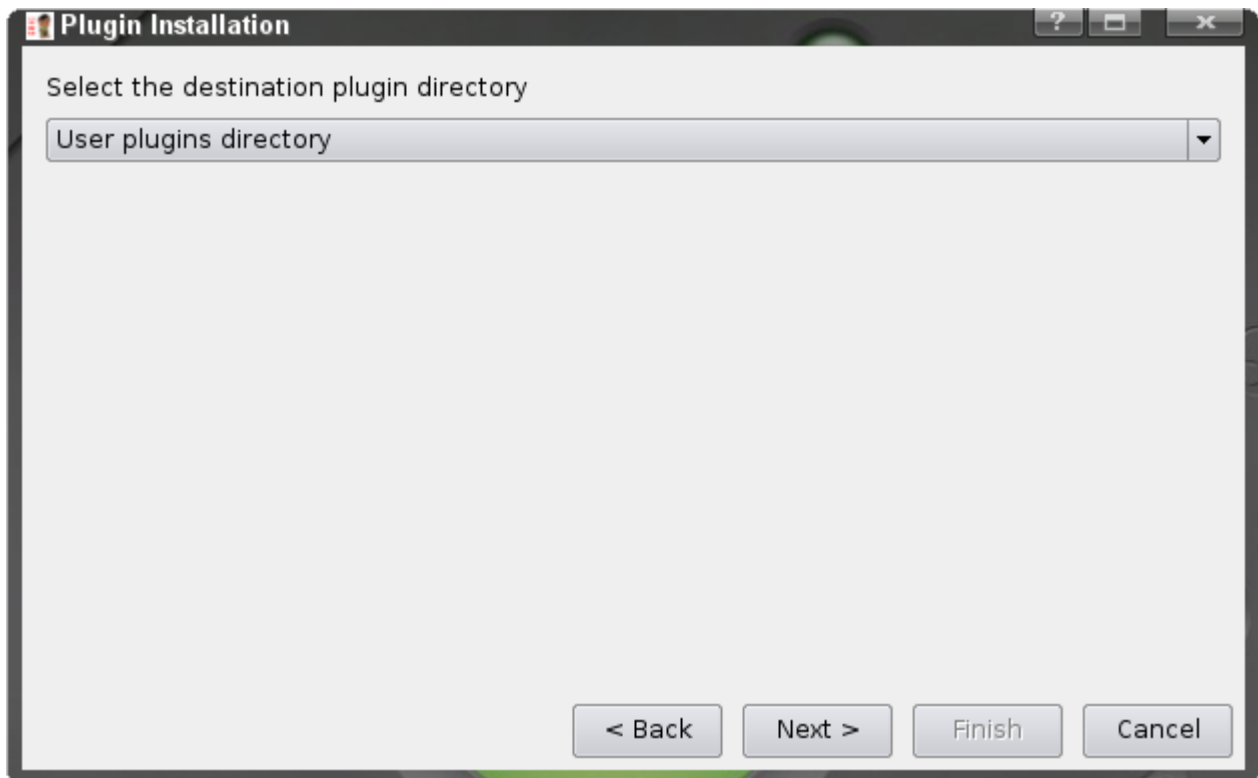 Plugin Installation
Select the destination plugin directory
User plugins directory
< Back Next > Finish Cancel